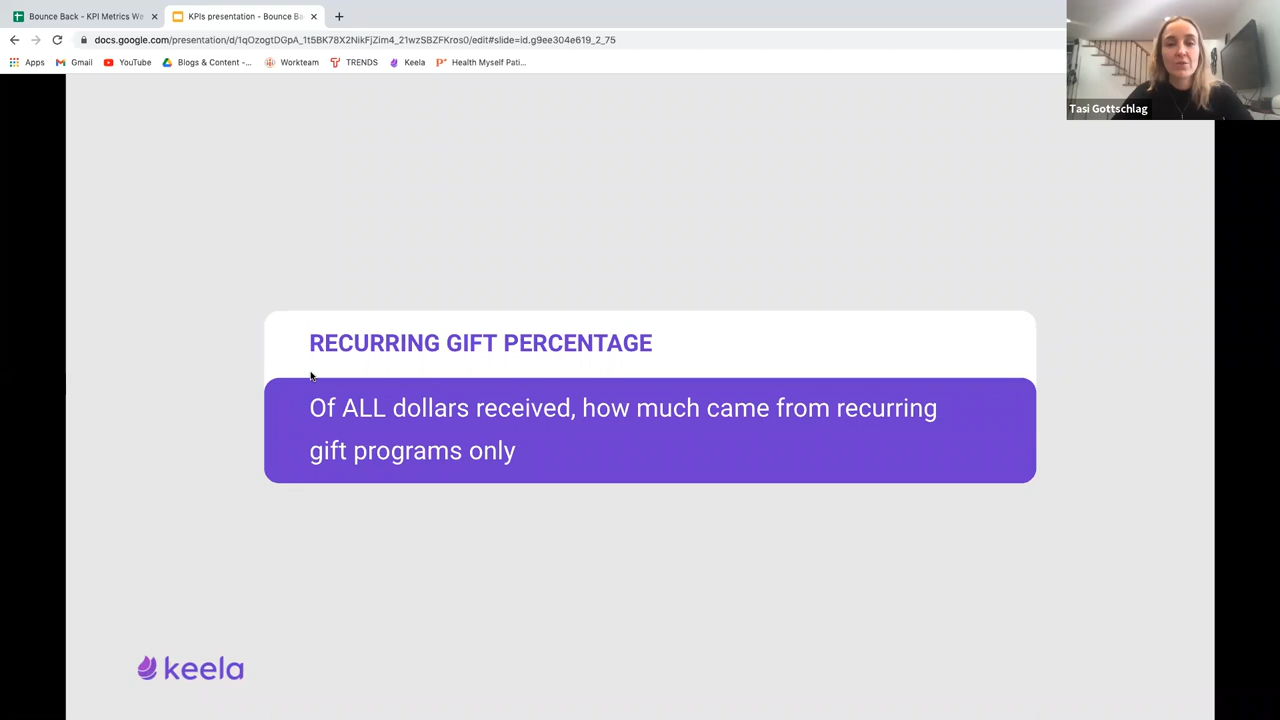 Bounce Back - KPI Metrics We
KPIs presentation - Bounce Ba
docs.google.com/presentation/d/1qOzogtDGpA_1t5BK78X2NikFjZim4_21wzSBZFKros0/edit#slide=id.g9ee304e619_2_75
Apps Gmail YouTube Blogs & Content -... Workteam TRENDS Keela Health Myself Pati...
Tasi Gottschlag
RECURRING GIFT PERCENTAGE
Of ALL dollars received, how much came from recurring
gift programs only
keela